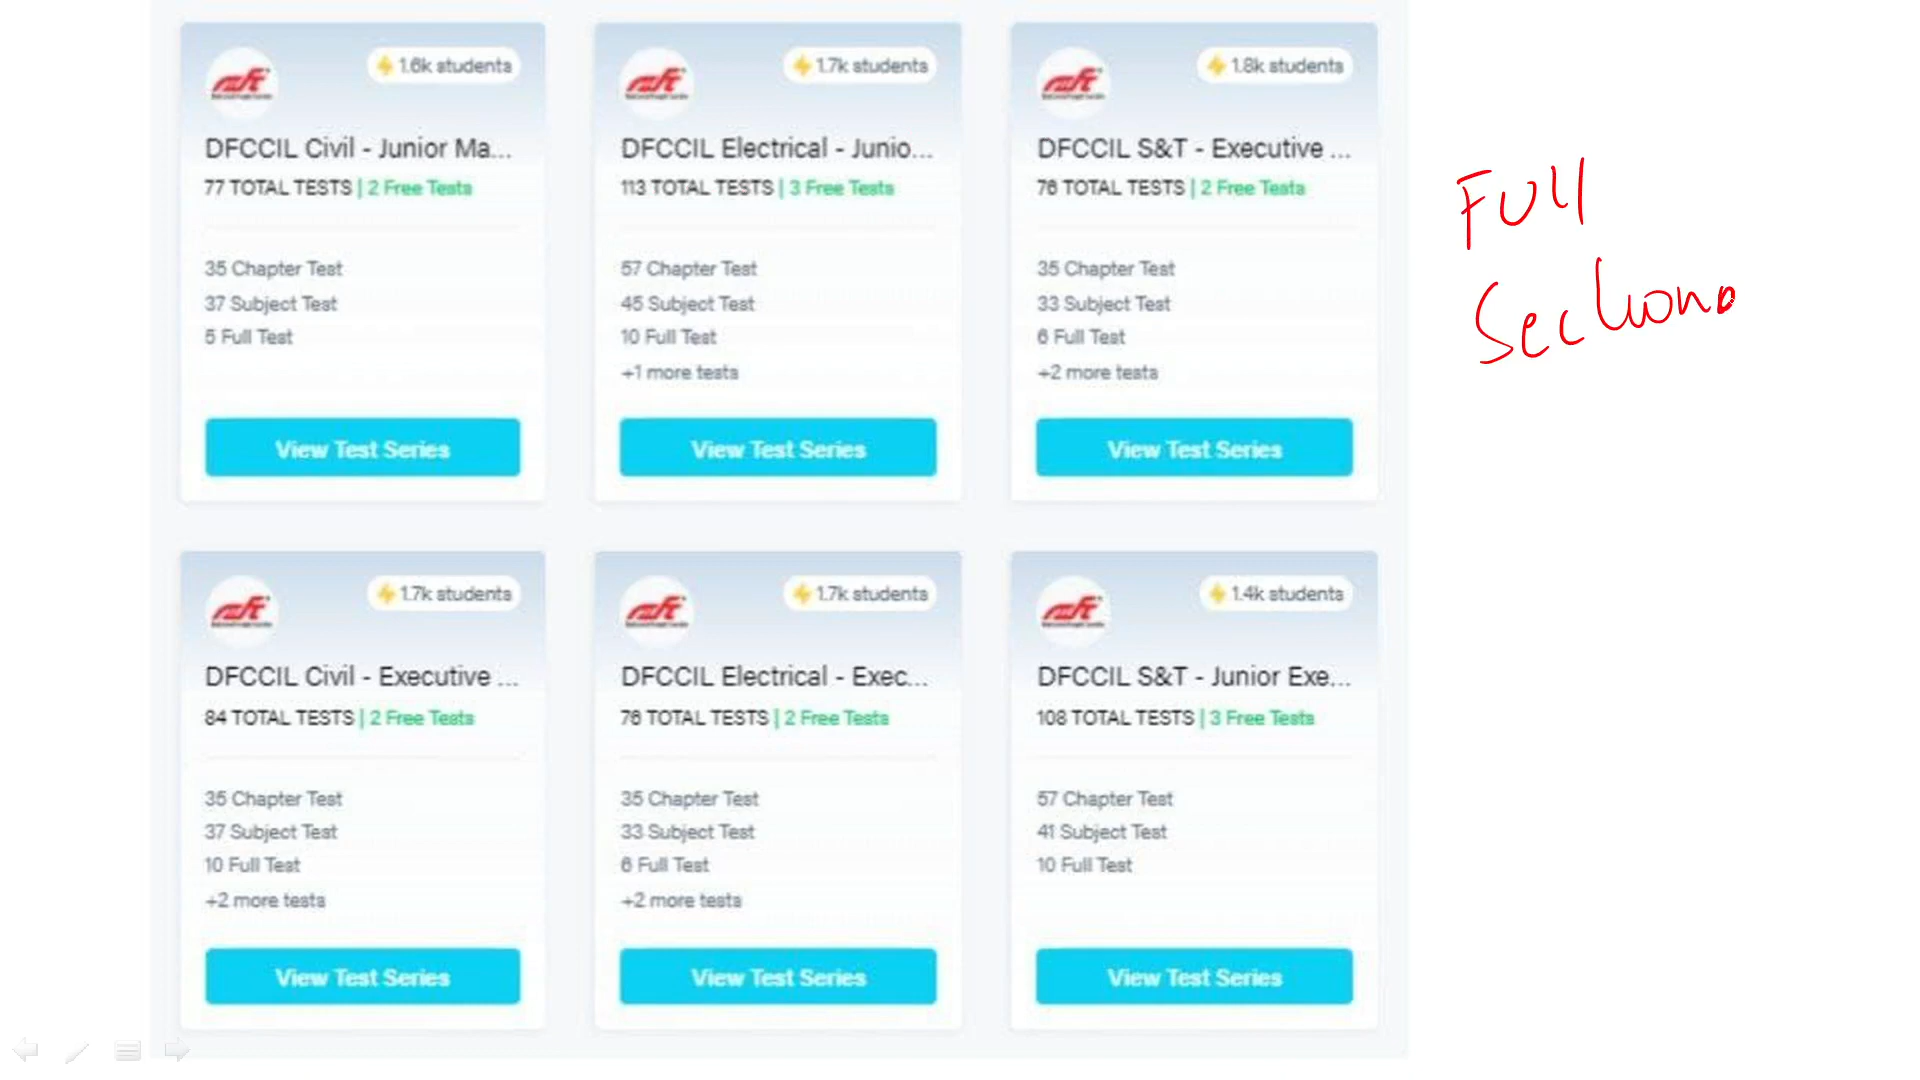 1.6k students
DFCCIL Civil - Junior Ma...
77 TOTAL TESTS | 2 Free Tests
35 Chapter Test
37 Subject Test
5 Full Test
View Test Series
1.7k students
DFCCIL Electrical - Junio...
113 TOTAL TESTS | 3 Free Tests
57 Chapter Test
45 Subject Test
10 Full Test
+1 more tests
View Test Series
1.8k students
DFCCIL S&T - Executive ...
76 TOTAL TESTS | 2 Free Tests
35 Chapter Test
33 Subject Test
6 Full Test
+2 more tests
View Test Series
Full
Sectiona
1.7k students
DFCCIL Civil - Executive ...
84 TOTAL TESTS | 2 Free Tests
35 Chapter Test
37 Subject Test
10 Full Test
+2 more tests
View Test Series
1.7k students
DFCCIL Electrical - Exec...
76 TOTAL TESTS | 2 Free Tests
35 Chapter Test
33 Subject Test
6 Full Test
+2 more tests
View Test Series
1.4k students
DFCCIL S&T - Junior Exe...
108 TOTAL TESTS | 3 Free Tests
57 Chapter Test
41 Subject Test
10 Full Test
View Test Series